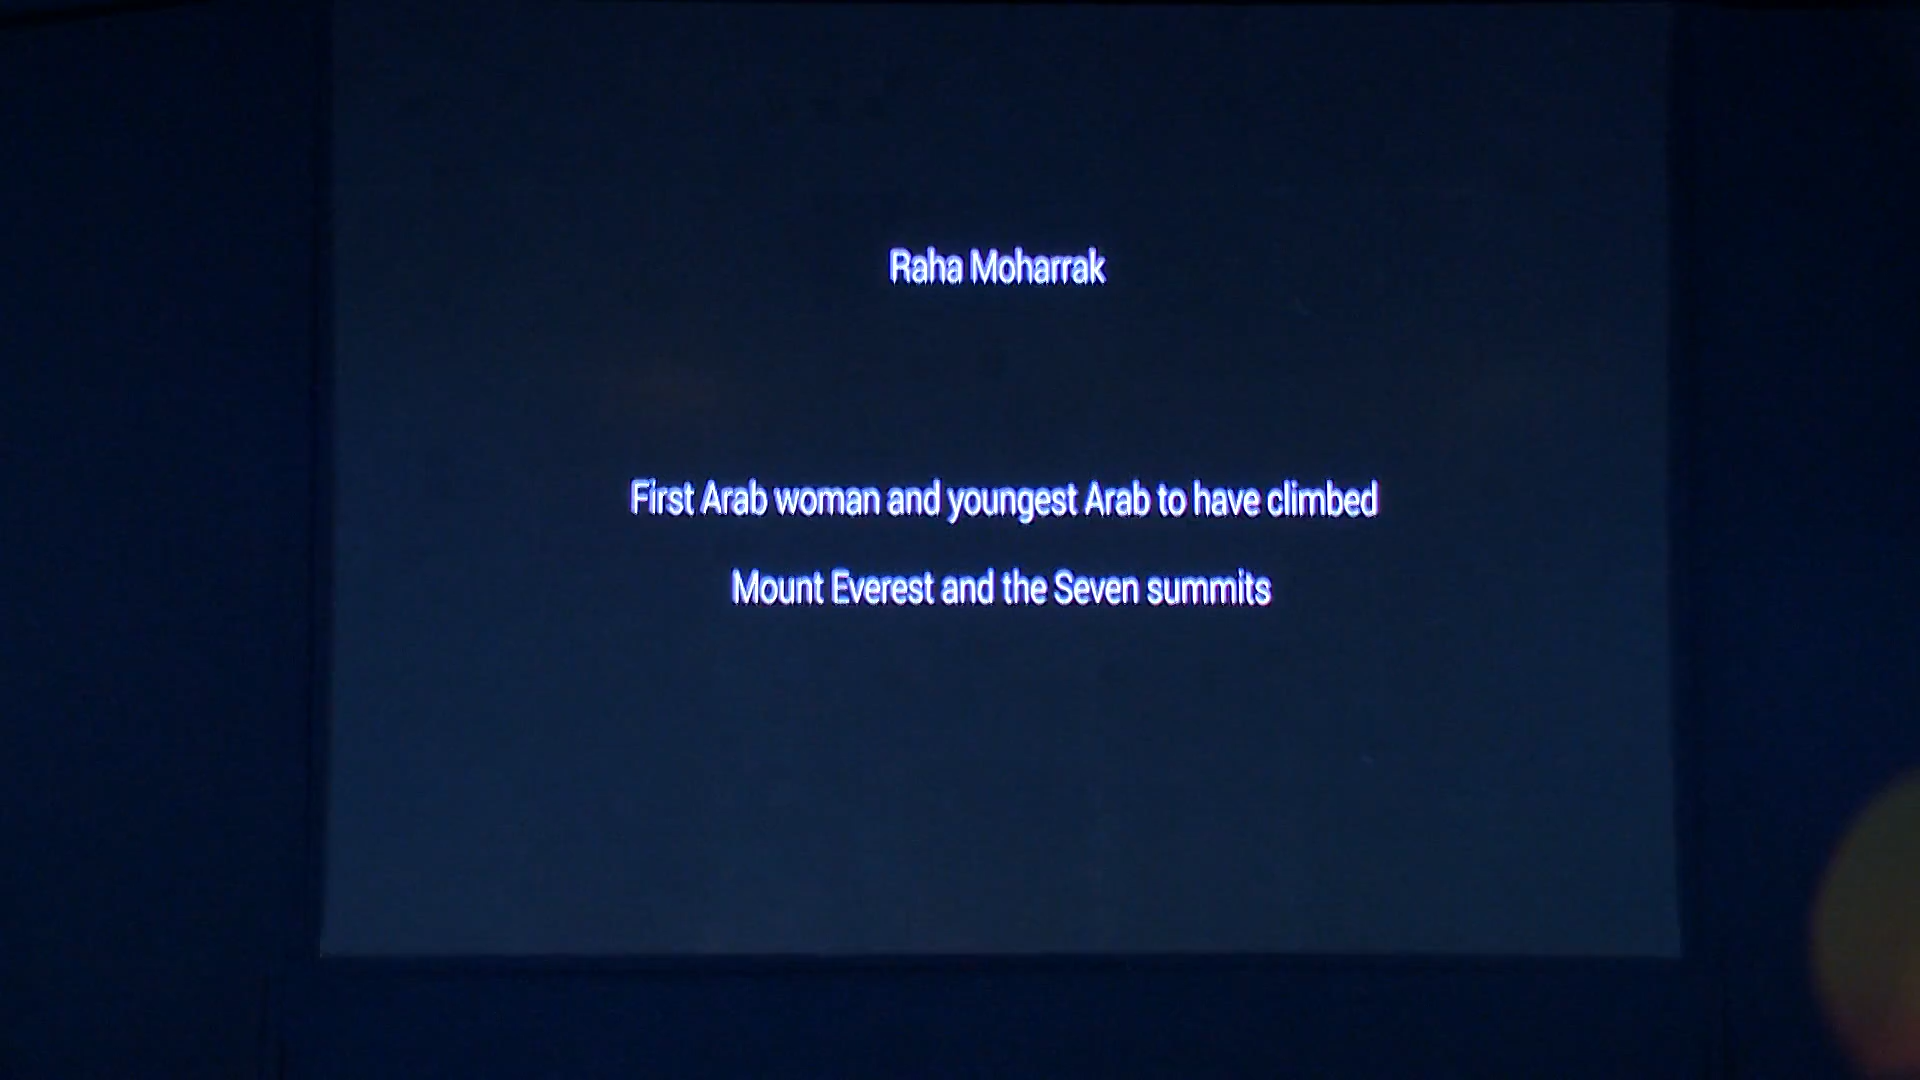 Raha Moharrak
First Arab woman and youngest Arab to have climbed
Mount Everest and the Seven summits